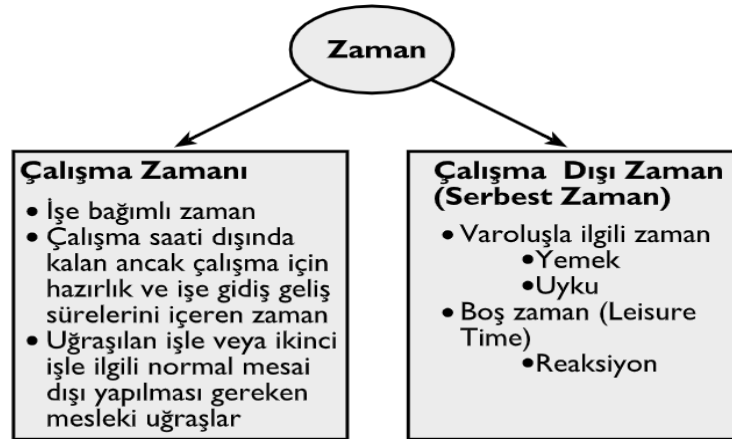 Zaman
Çalışma Zamanı
• İşe bağımlı zaman
• Çalışma saati dışında
kalan ancak çalışma için
hazırlık ve işe gidiş geliş
sürelerini içeren zaman
• Uğraşılan işle veya ikinci
işle ilgili normal mesai
dışı yapılması gereken
mesleki uğraşlar
Çalışma Dışı Zaman
(Serbest Zaman)
• Varoluşla ilgili zaman
•Yemek
•Uyku
• Boş zaman (Leisure
Time)
•Reaksiyon